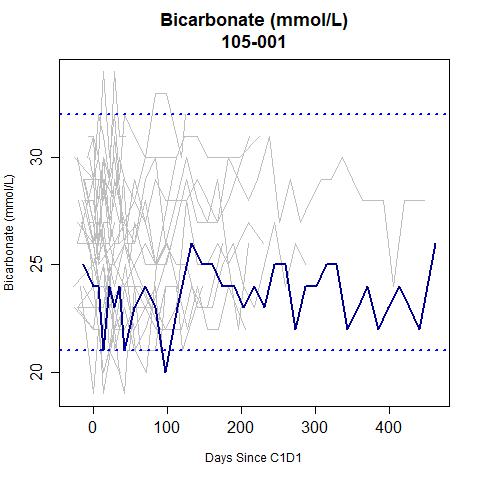 Bicarbonate (mmol/L)
105-001
Bicarbonate (mmol/L)
30
25
20
0 100 200 300 400
Days Since C1D1